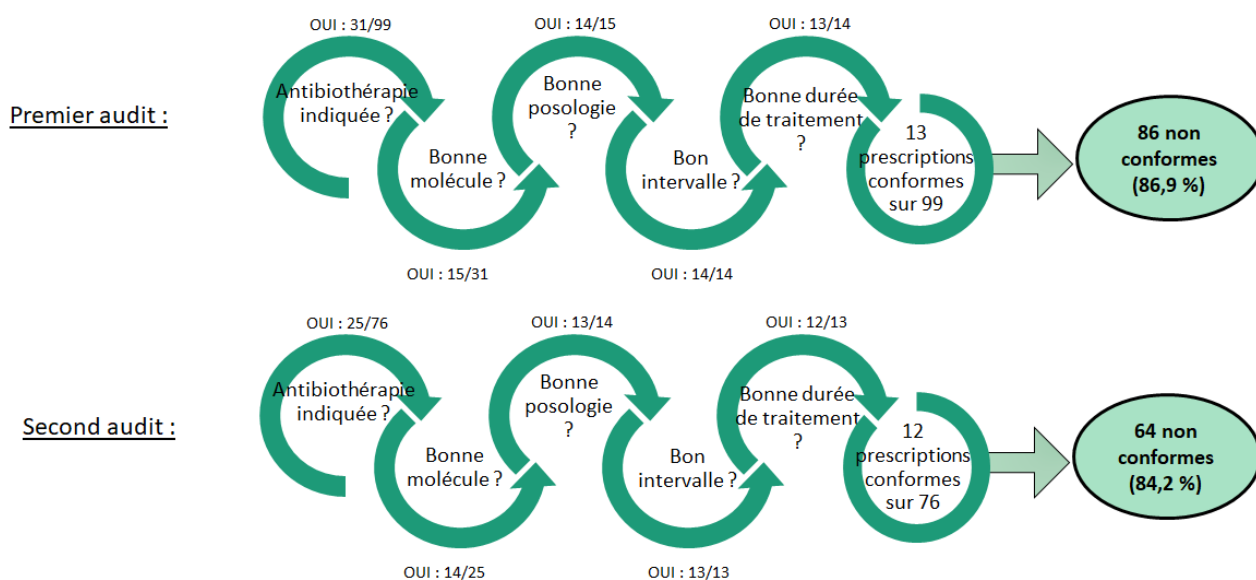 OUI : 31/99
OUI : 14/15
OUI : 13/14
Premier audit :
Antibiothérapie
indiquée ?
Bonne
molécule ?
Bonne
posologie
?
Bon
intervalle ?
Bonne durée
de traitement
?
13
prescriptions
conformes
sur 99
86 non
conformes
(86,9 %)
OUI : 15/31
OUI : 14/14
OUI : 25/76
OUI : 13/14
OUI : 12/13
Second audit :
Antibiothérapie
indiquée ?
Bonne
molécule ?
Bonne
posologie
?
Bon
intervalle ?
Bonne durée
de traitement
?
12
prescriptions
conformes
sur 76
64 non
conformes
(84,2 %)
OUI : 14/25
OUI : 13/13